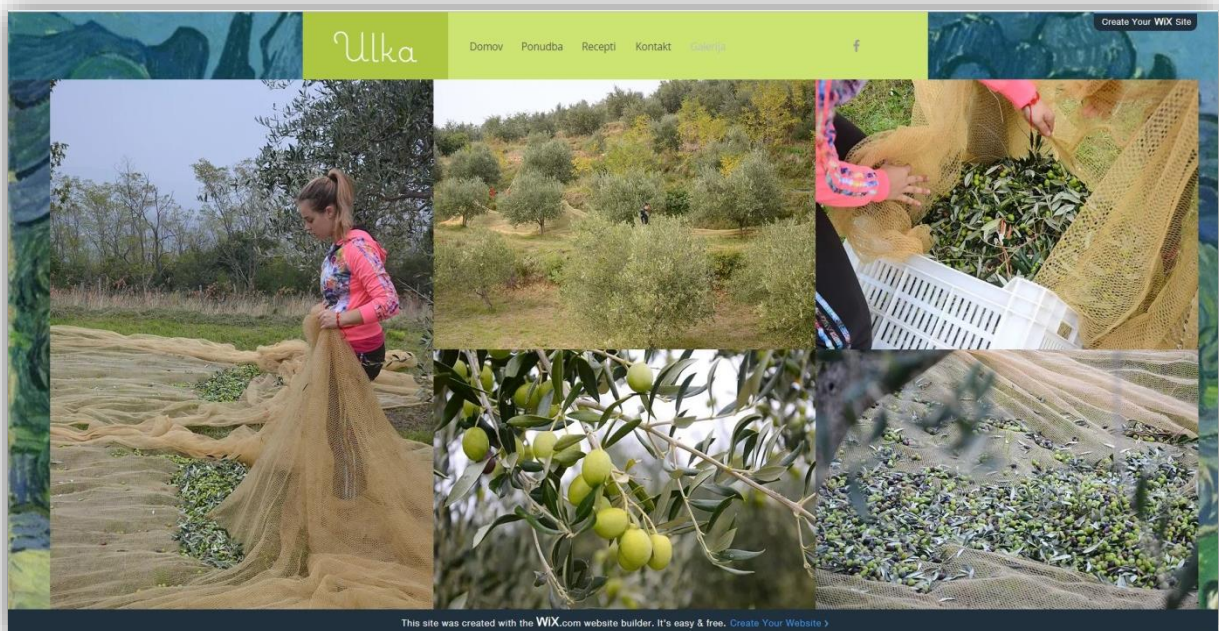 Create Your WiX Site
Ulka
Domov Ponudba Recepti Kontakt Galerija
f
This site was created with the WiX.com website builder. It's easy & free. Create Your Website >